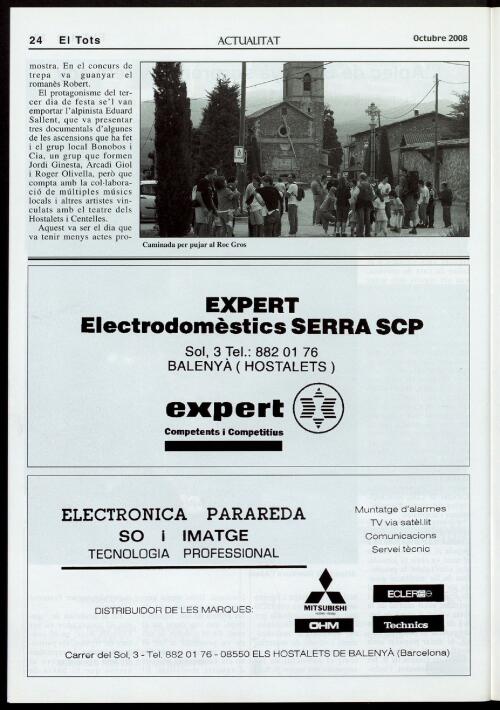 24 El Tots
ACTUALITAT
Octubre 2008
mostra. En el concurs de
trepa va guanyar el
romanès Robert.
El protagonisme del ter-
cer dia de festa se'l van
emportar l'alpinista Eduard
Sallent, que va presentar
tres documentals d'algunes
de les ascensions que ha fet
i el grup local Bonobos i
Cia, un grup que formen
Jordi Ginesta, Arcadi Giol
i Roger Olivella, però que
compta amb la col·labora-
ció de múltiples músics
locals i altres artistes vin-
culats amb el teatre dels
Hostalets i Centelles.
Aquest va ser el dia que
va tenir menys actes pro-
Caminada per pujar al Roc Gros
EXPERT
Electrodomèstics SERRA SCP
Sol, 3 Tel.: 882 01 76
BALENYÀ ( HOSTALETS )
expert
Competents i Competitius
ELECTRONICA PARAREDA
SO i IMATGE
TECNOLOGIA PROFESSIONAL
Muntatge d'alarmes
TV via satèl.lit
Comunicacions
Servei tècnic
DISTRIBUIDOR DE LES MARQUES:
MITSUBISHI
ECLER
OHM
Technics
Carrer del Sol, 3 - Tel. 882 01 76 - 08550 ELS HOSTALETS DE BALENYÀ (Barcelona)